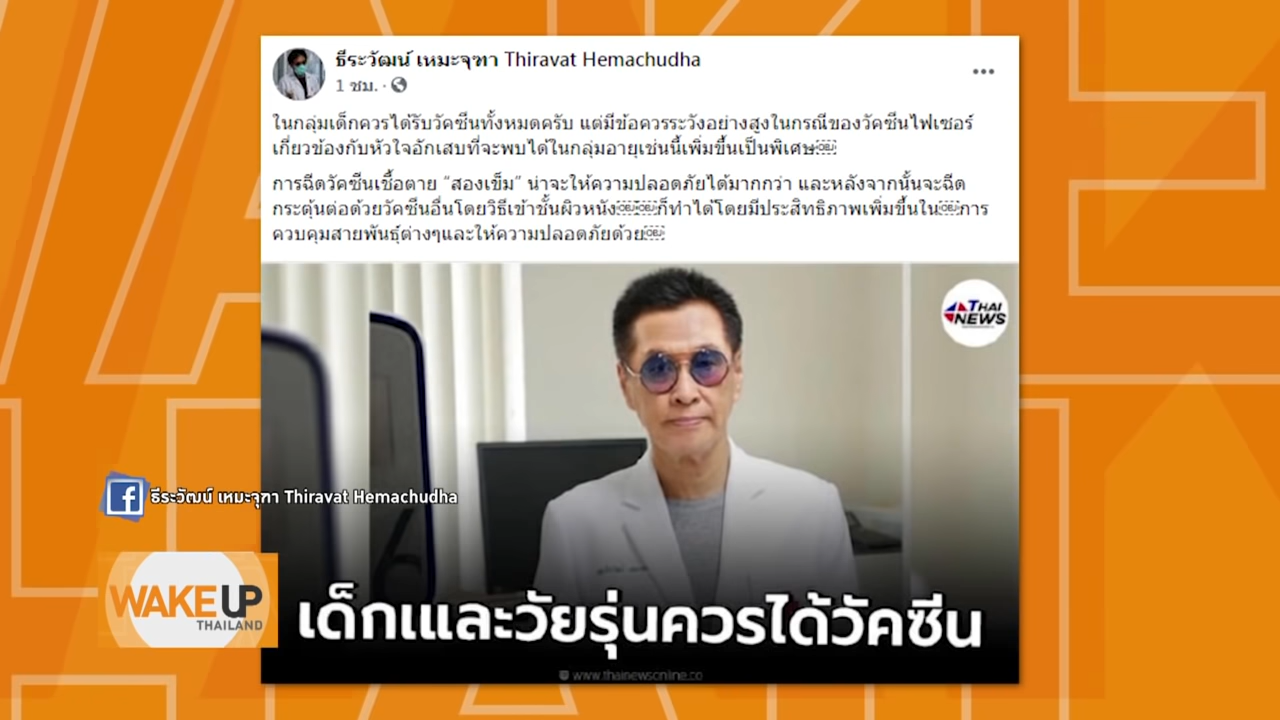 ธีระวัฒน์ เหมะจุฑา Thiravat Hemachudha
1 ชม.
ในกลุ่มเด็กควรได้รับวัคซีนทั้งหมดครับ แต่มีข้อควรระวังอย่างสูงในกรณีของวัคซีนไฟเซอร์
เกี่ยวข้องกับหัวใจอักเสบที่จะพบได้ในกลุ่มอายุเช่นนี้เพิ่มขึ้นเป็นพิเศษ￼
การฉีดวัคซีนเชื้อตาย “สองเข็ม” น่าจะให้ความปลอดภัยได้มากกว่า และหลังจากนั้นจะฉีด
กระตุ้นต่อด้วยวัคซีนอื่นโดยวิธีเข้าชั้นผิวหนัง￼￼ก็ทำได้โดยมีประสิทธิภาพเพิ่มขึ้นใน￼การ
ควบคุมสายพันธุ์ต่างๆและให้ความปลอดภัยด้วย￼
THAI
NEWS
ธีระวัฒน์ เหมะจุฑา Thiravat Hemachudha
WAKE UP
THAILAND
เด็กและวัยรุ่นควรได้วัคซีน
www.thainewsonline.co